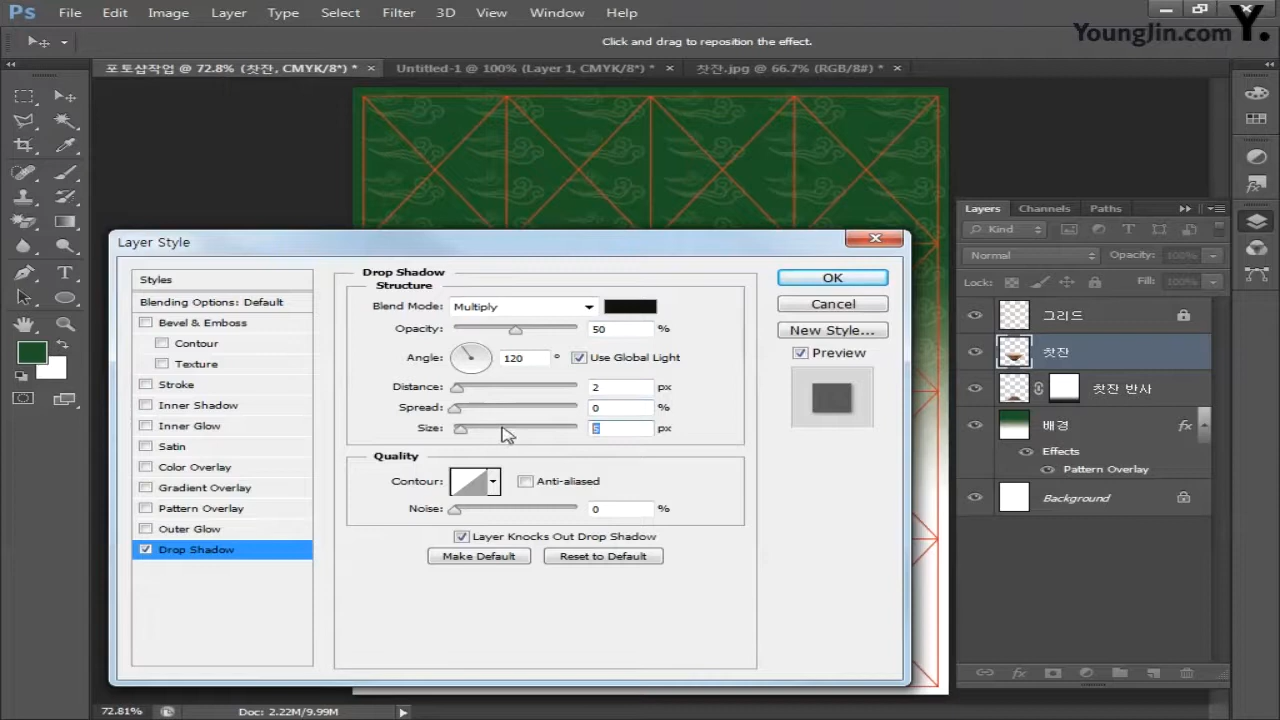 Ps File Edit Image Layer Type Select Filter 3D View Window Help
YoungJin.com Y.
Click and drag to reposition the effect.
포토샵작업 @ 72.8% (찻잔, CMYK/8*) * × Untitled-1 @ 100% (Layer 1, CMYK/8*) * × 찻잔.jpg @ 66.7% (RGB/8#) * ×
Layers Channels Paths
Kind
Normal Opacity: 100%
Lock: Fill: 100%
그리드
찻잔
찻잔 반사
배경 fx
Effects
Pattern Overlay
Background
Layer Style
Styles
Blending Options: Default
Bevel & Emboss
Contour
Texture
Stroke
Inner Shadow
Inner Glow
Satin
Color Overlay
Gradient Overlay
Pattern Overlay
Outer Glow
Drop Shadow
Drop Shadow
Structure
Blend Mode: Multiply
Opacity: 50 %
Angle: 120 ° Use Global Light
Distance: 2 px
Spread: 0 %
Size: 5 px
Quality
Contour: Anti-aliased
Noise: 0 %
Layer Knocks Out Drop Shadow
Make Default Reset to Default
OK
Cancel
New Style...
Preview
72.81% Doc: 2.22M/9.99M